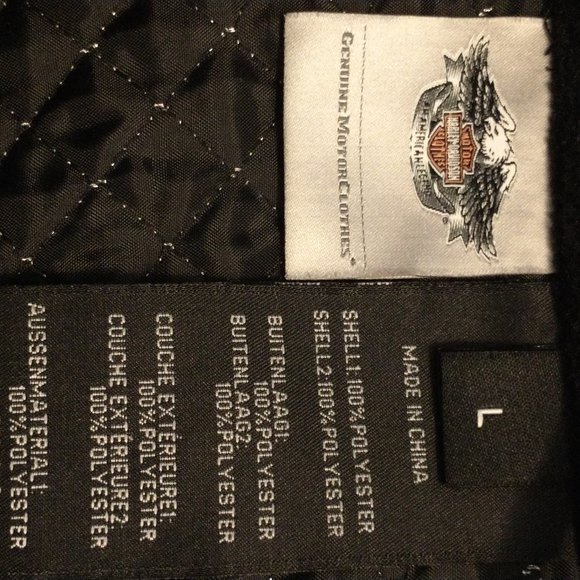 HARLEY-DAVIDSON
MOTOR
CYCLES
AN AMERICAN LEGEND
®
GENUINE MOTORCLOTHES®
L
MADE IN CHINA
SHELL1:100%POLYESTER
SHELL2:100%POLYESTER
BUITENLAAG1:
100%POLYESTER
BUITENLAAG2:
100%POLYESTER
COUCHE EXTÉRIEURE1:
100%POLYESTER
COUCHE EXTÉRIEURE2:
100%POLYESTER
AUSSENMATERIAL1:
100%POLYESTER